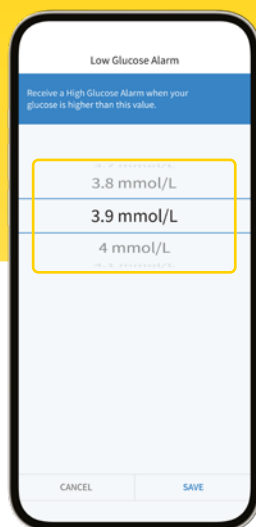 Low Glucose Alarm
Receive a High Glucose Alarm when your
glucose is higher than this value.
3.8 mmol/L
3.9 mmol/L
4 mmol/L
CANCEL
SAVE